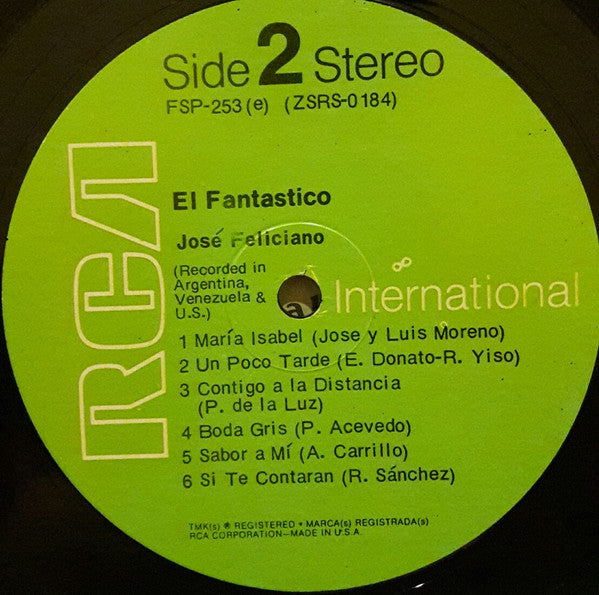 Side 2 Stereo
FSP-253 (e) (ZSRS-0184)
RCA
El Fantastico
José Feliciano
(Recorded in
Argentina,
Venezuela &
U.S.)
International
1 María Isabel (Jose y Luis Moreno)
2 Un Poco Tarde (E. Donato-R. Yiso)
3 Contigo a la Distancia
(P. de la Luz)
4 Boda Gris (P. Acevedo)
5 Sabor a Mí (A. Carrillo)
6 Si Te Contaran (R. Sánchez)
TMK(s) ® REGISTERED • MARCA(s) REGISTRADA(s)
RCA CORPORATION—MADE IN U.S.A.